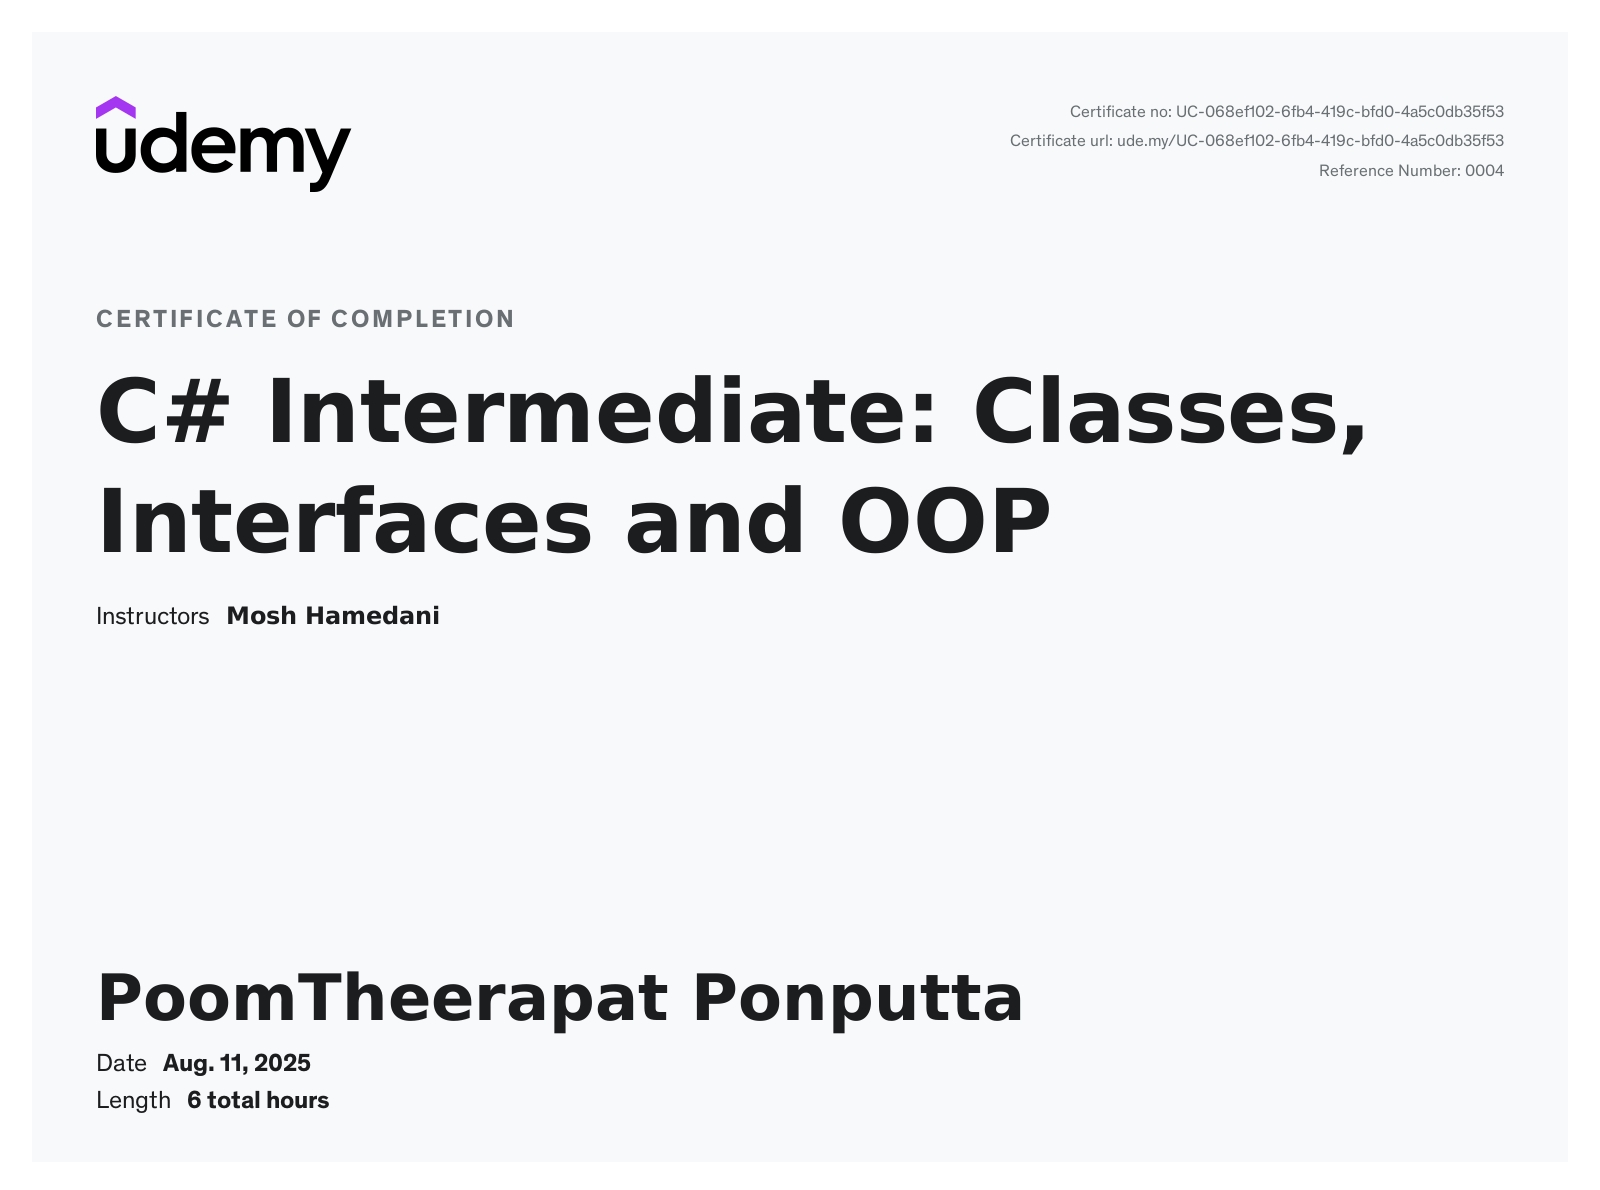 udemy
Certificate no: UC-068ef102-6fb4-419c-bfd0-4a5c0db35f53
Certificate url: ude.my/UC-068ef102-6fb4-419c-bfd0-4a5c0db35f53
Reference Number: 0004
CERTIFICATE OF COMPLETION
C# Intermediate: Classes,
Interfaces and OOP
Instructors Mosh Hamedani
PoomTheerapat Ponputta
Date Aug. 11, 2025
Length 6 total hours